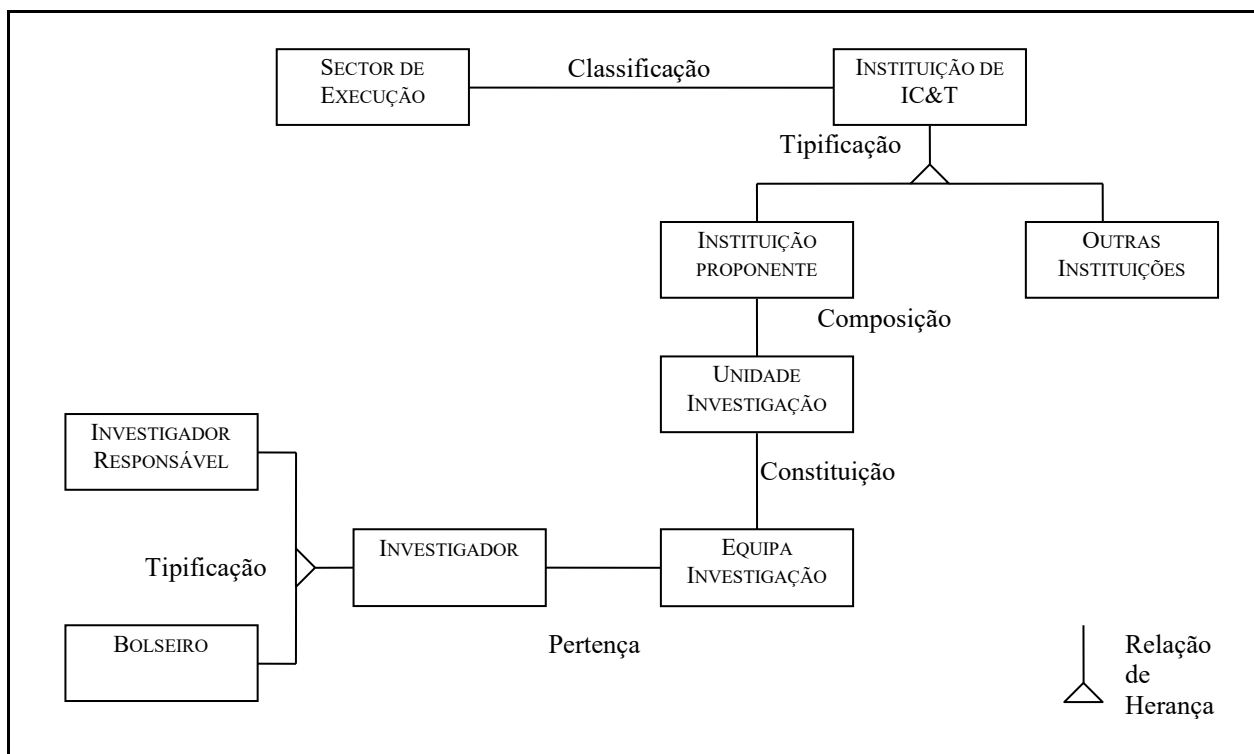 SECTOR DE
EXECUÇÃO
Classificação
INSTITUIÇÃO DE
IC&T
Tipificação
INSTITUIÇÃO
PROPONENTE
OUTRAS
INSTITUIÇÕES
Composição
UNIDADE
INVESTIGAÇÃO
INVESTIGADOR
RESPONSÁVEL
Constituição
Tipificação
INVESTIGADOR
EQUIPA
INVESTIGAÇÃO
BOLSEIRO
Pertença
Relação
de
Herança